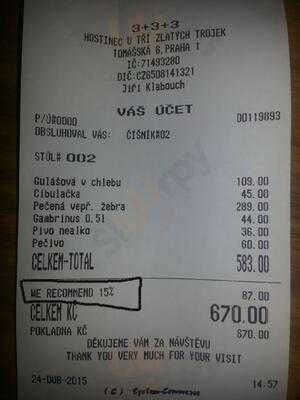 3+3+3
HOSTINEC U TŘÍ ZLATÝCH TROJEK
TOMÁŠSKÁ 6, PRAHA 1
IČ:71493280
DIČ:CZ6508141321
Jiří Klabouch
VÁŠ ÚČET
P/Ú#0000 00119893
OBSLUHOVAL VÁS: ČÍŠNÍK#02
STŮL# 002
Gulášová v chlebu 109.00
Cibulačka 45.00
Pečená vepř. žebra 289.00
Gambrinus 0.5l 44.00
Pivo nealko 36.00
Pečivo 60.00
CELKEM-TOTAL 583.00
WE RECOMMEND 15% 87.00
CELKEM KČ 670.00
POKLADNA KČ 670.00
DĚKUJEME VÁM ZA NÁVŠTĚVU
THANK YOU VERY MUCH FOR YOUR VISIT
24-DUB-2015 14:57
(C)